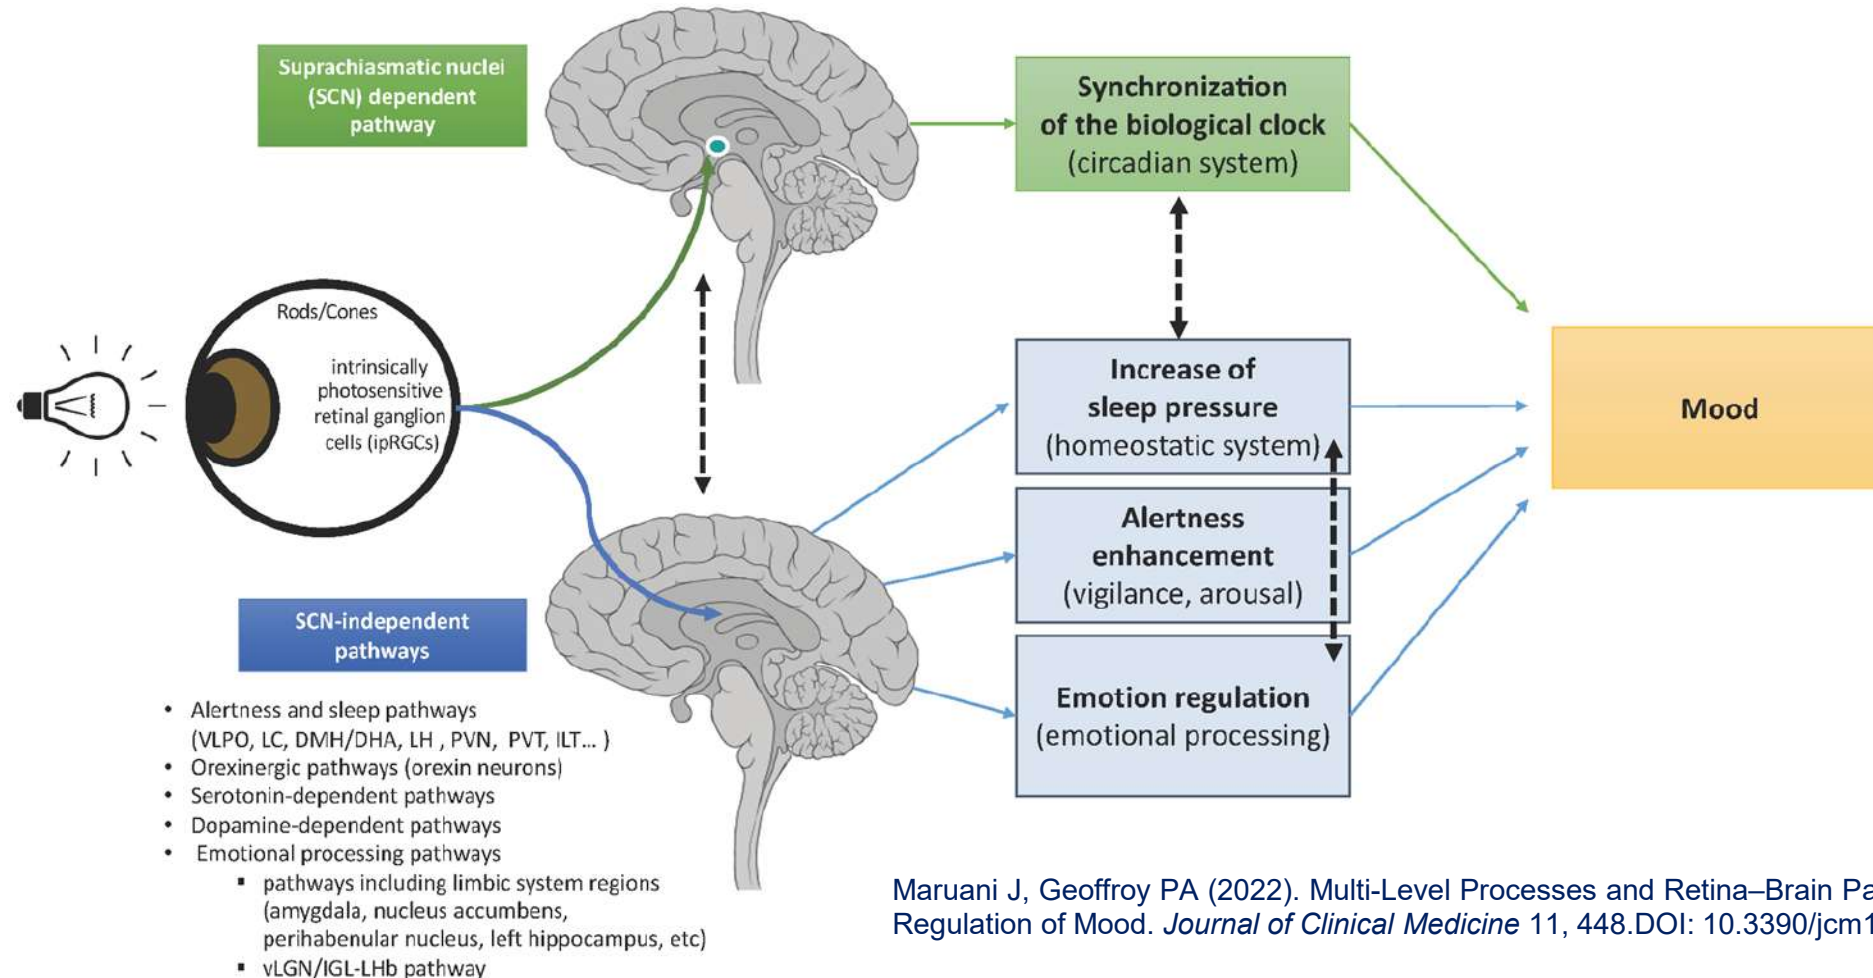 Suprachiasmatic nuclei
(SCN) dependent
pathway
Synchronization
of the biological clock
(circadian system)
Rods/Cones
intrinsically
photosensitive
retinal ganglion
cells (ipRGCs)
Increase of
sleep pressure
(homeostatic system)
Mood
Alertness
enhancement
(vigilance, arousal)
SCN-independent
pathways
Emotion regulation
(emotional processing)
• Alertness and sleep pathways
(VLPO, LC, DMH/DHA, LH , PVN, PVT, ILT... )
• Orexinergic pathways (orexin neurons)
• Serotonin-dependent pathways
• Dopamine-dependent pathways
• Emotional processing pathways
▪ pathways including limbic system regions
(amygdala, nucleus accumbens,
perihabenular nucleus, left hippocampus, etc)
▪ vLGN/IGL-LHb pathway
Maruani J, Geoffroy PA (2022). Multi-Level Processes and Retina–Brain Pa
Regulation of Mood. Journal of Clinical Medicine 11, 448.DOI: 10.3390/jcm1